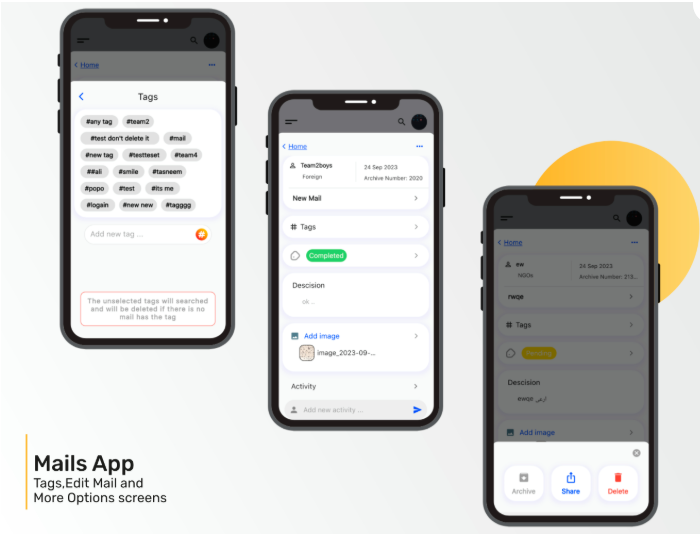 Home
Tags
#any tag #team2
#test don't delete it #mail
#new tag #testteset #team4
##ali #smile #tasneem
#popo #test #its me
#logain #new new #tagggg
Add new tag ...
#
The unselected tags will searched
and will be deleted if there is no
mail has the tag
Home
Team2boys 24 Sep 2023
Foreign Archive Number: 2020
New Mail
# Tags
Completed
Descision
ok ..
Add image
image_2023-09-...
Activity
Add new activity ...
Home
ew 24 Sep 2023
NGOs Archive Number: 213...
rwqe
# Tags
Pending
Descision
ewqe ارض
Add image
Archive Share Delete
Mails App
Tags,Edit Mail and
More Options screens